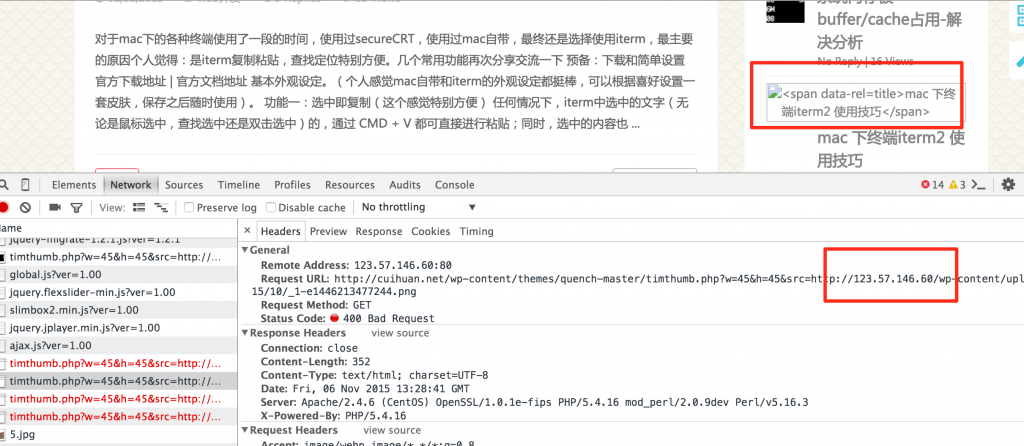 对于mac下的各种终端使用了一段的时间，使用过secureCRT，使用过mac自带，最终还是选择使用iterm，最主
要的原因个人觉得：是iterm复制粘贴，查找定位特别方便。几个常用功能再次分享交流一下 预备：下载和简单设置
官方下载地址 | 官方文档地址 基本外观设定。（ 个人感觉mac自带和iterm的外观设定都挺棒，可以根据喜好设置一
套皮肤，保存之后随时使用 ) 。 功能一：选中即复制 ( 这个感觉特别方便 ） 任何情况下，iterm中选中的文字 ( 无
论是鼠标选中，查找选中还是双击选中 ) 的，通过 CMD + V 都可直接进行粘贴；同时，选中的内容也 ...
buffer/cache占用-解
决分析
No Reply | 16 Views
<span data-rel=title>mac 下终
端iterm2 使用技巧</span>
mac 下终端iterm2 使
用技巧
Elements Network Sources Timeline Profiles Resources Audits Console 14 3
View: Preserve log Disable cache No throttling
Name
jquery-migrate-1.2.1.js?ver=1.2.1
timthumb.php?w=45&h=45&src=http://...
global.js?ver=1.00
jquery.flexslider-min.js?ver=1.00
slimbox2.min.js?ver=1.00
jquery.jplayer.min.js?ver=1.00
ajax.js?ver=1.00
timthumb.php?w=45&h=45&src=http://...
timthumb.php?w=45&h=45&src=http://...
timthumb.php?w=45&h=45&src=http://...
timthumb.php?w=45&h=45&src=http://...
5.jpg
× Headers Preview Response Cookies Timing
General
Remote Address: 123.57.146.60:80
Request URL: http://cuihuan.net/wp-content/themes/quench-master/timthumb.php?w=45&h=45&src=http://123.57.146.60/wp-content/upl
15/10/_1-e1446213477244.png
Request Method: GET
Status Code: 400 Bad Request
Response Headers view source
Connection: close
Content-Length: 352
Content-Type: text/html; charset=UTF-8
Date: Fri, 06 Nov 2015 13:28:41 GMT
Server: Apache/2.4.6 (CentOS) OpenSSL/1.0.1e-fips PHP/5.4.16 mod_perl/2.0.9dev Perl/v5.16.3
X-Powered-By: PHP/5.4.16
Request Headers view source
Accept: image/webp,image/*,*/*;q=0.8